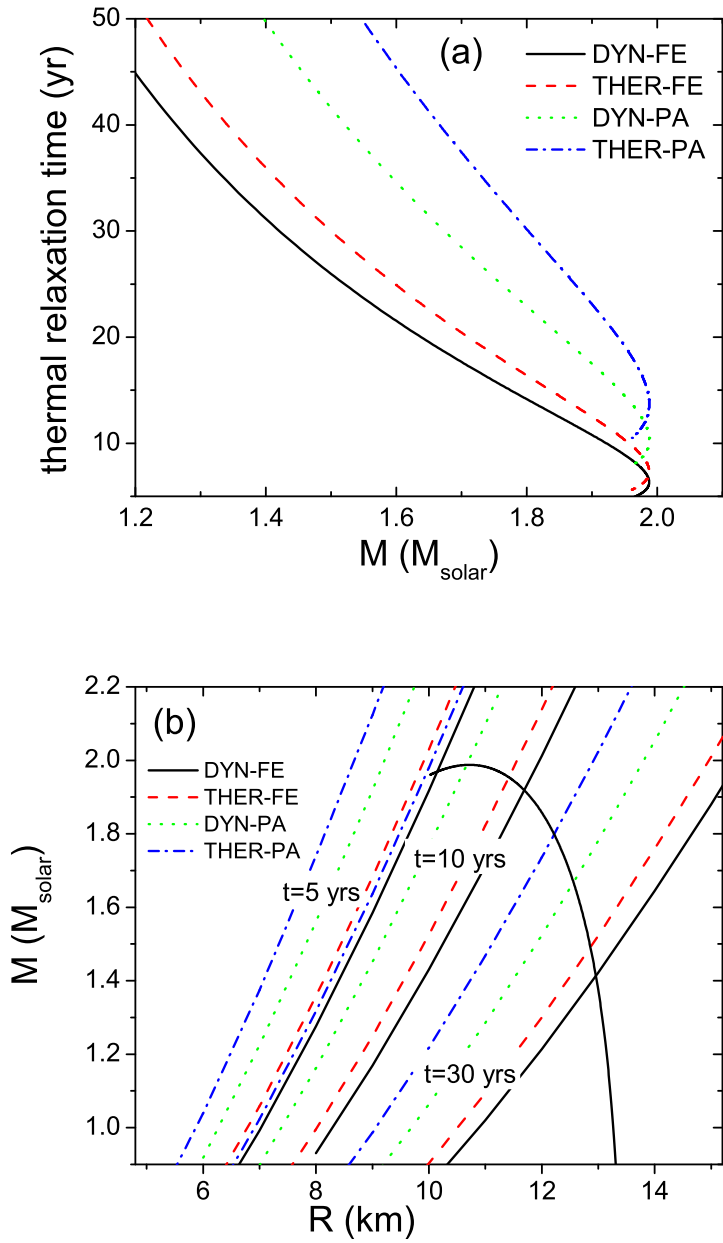 (a)
DYN-FE
THER-FE
DYN-PA
THER-PA
thermal relaxation time (yr)
50
40
30
20
10
1.2 1.4 1.6 1.8 2.0
M (M_solar)
(b)
DYN-FE
THER-FE
DYN-PA
THER-PA
t=5 yrs
t=10 yrs
t=30 yrs
M (M_solar)
2.2
2.0
1.8
1.6
1.4
1.2
1.0
6 8 10 12 14
R (km)